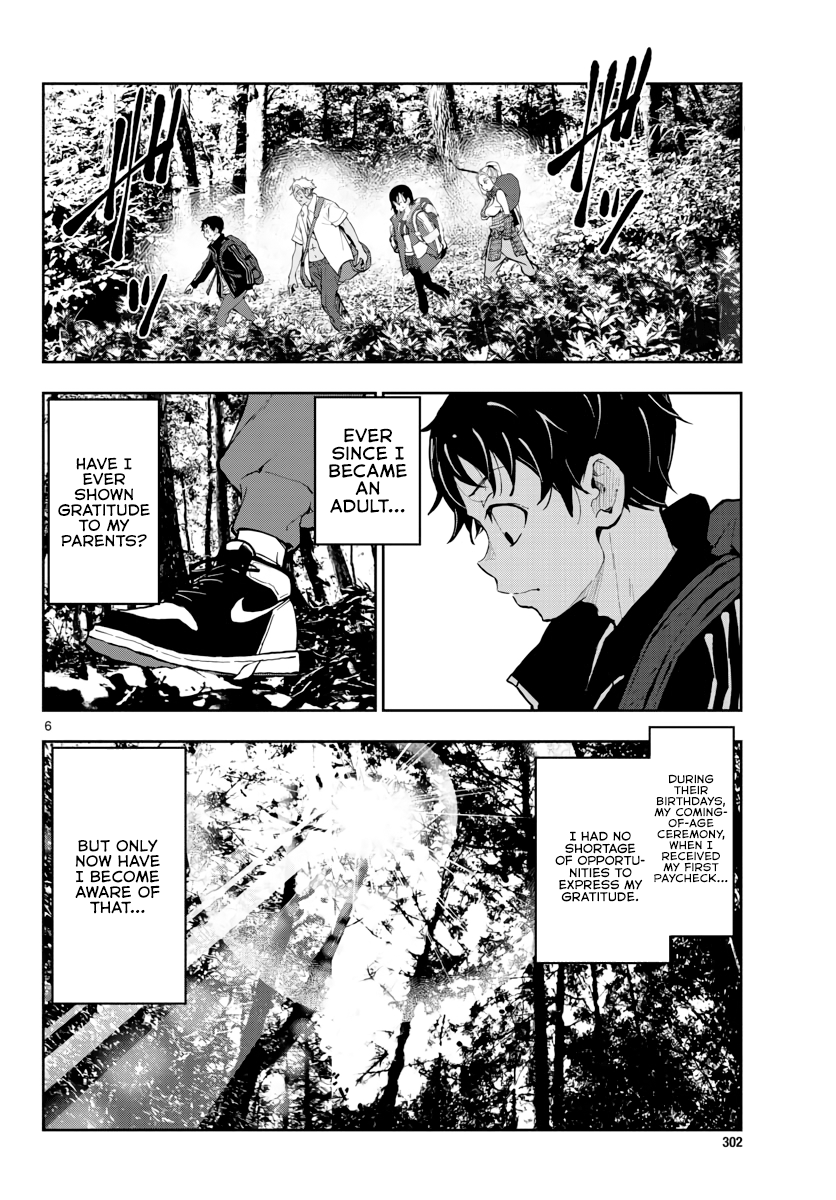 EVER
SINCE I
BECAME
AN
ADULT...
HAVE I
EVER
SHOWN
GRATITUDE
TO MY
PARENTS?
6
DURING
THEIR
BIRTHDAYS,
MY COMING-
OF-AGE
CEREMONY,
WHEN I
RECEIVED
MY FIRST
PAYCHECK...
I HAD NO
SHORTAGE
OF OPPORTU-
NITIES TO
EXPRESS MY
GRATITUDE.
BUT ONLY
NOW HAVE
I BECOME
AWARE OF
THAT...
302